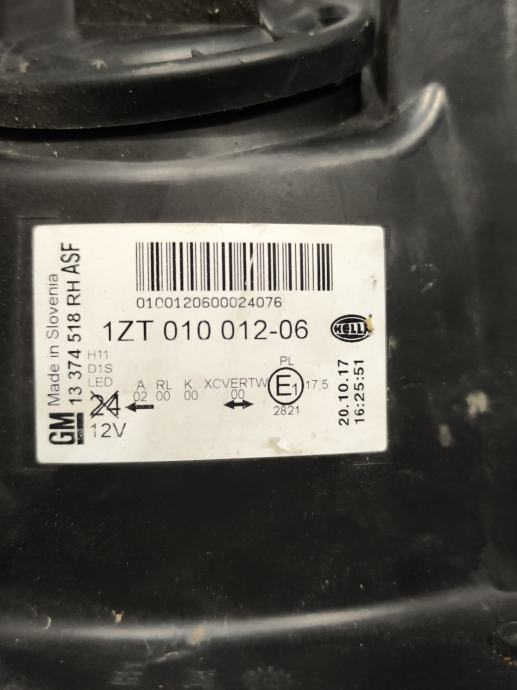 0100120600024076
1ZT 010 012-06
HELLA
GM
Made in Slovenia
13 374 518 RH ASF
H11
D1S
LED
24
12V
A RL K XCVERTW
02 00 00 00
PL
E1 17,5
2821
20.10.17
16:25:51